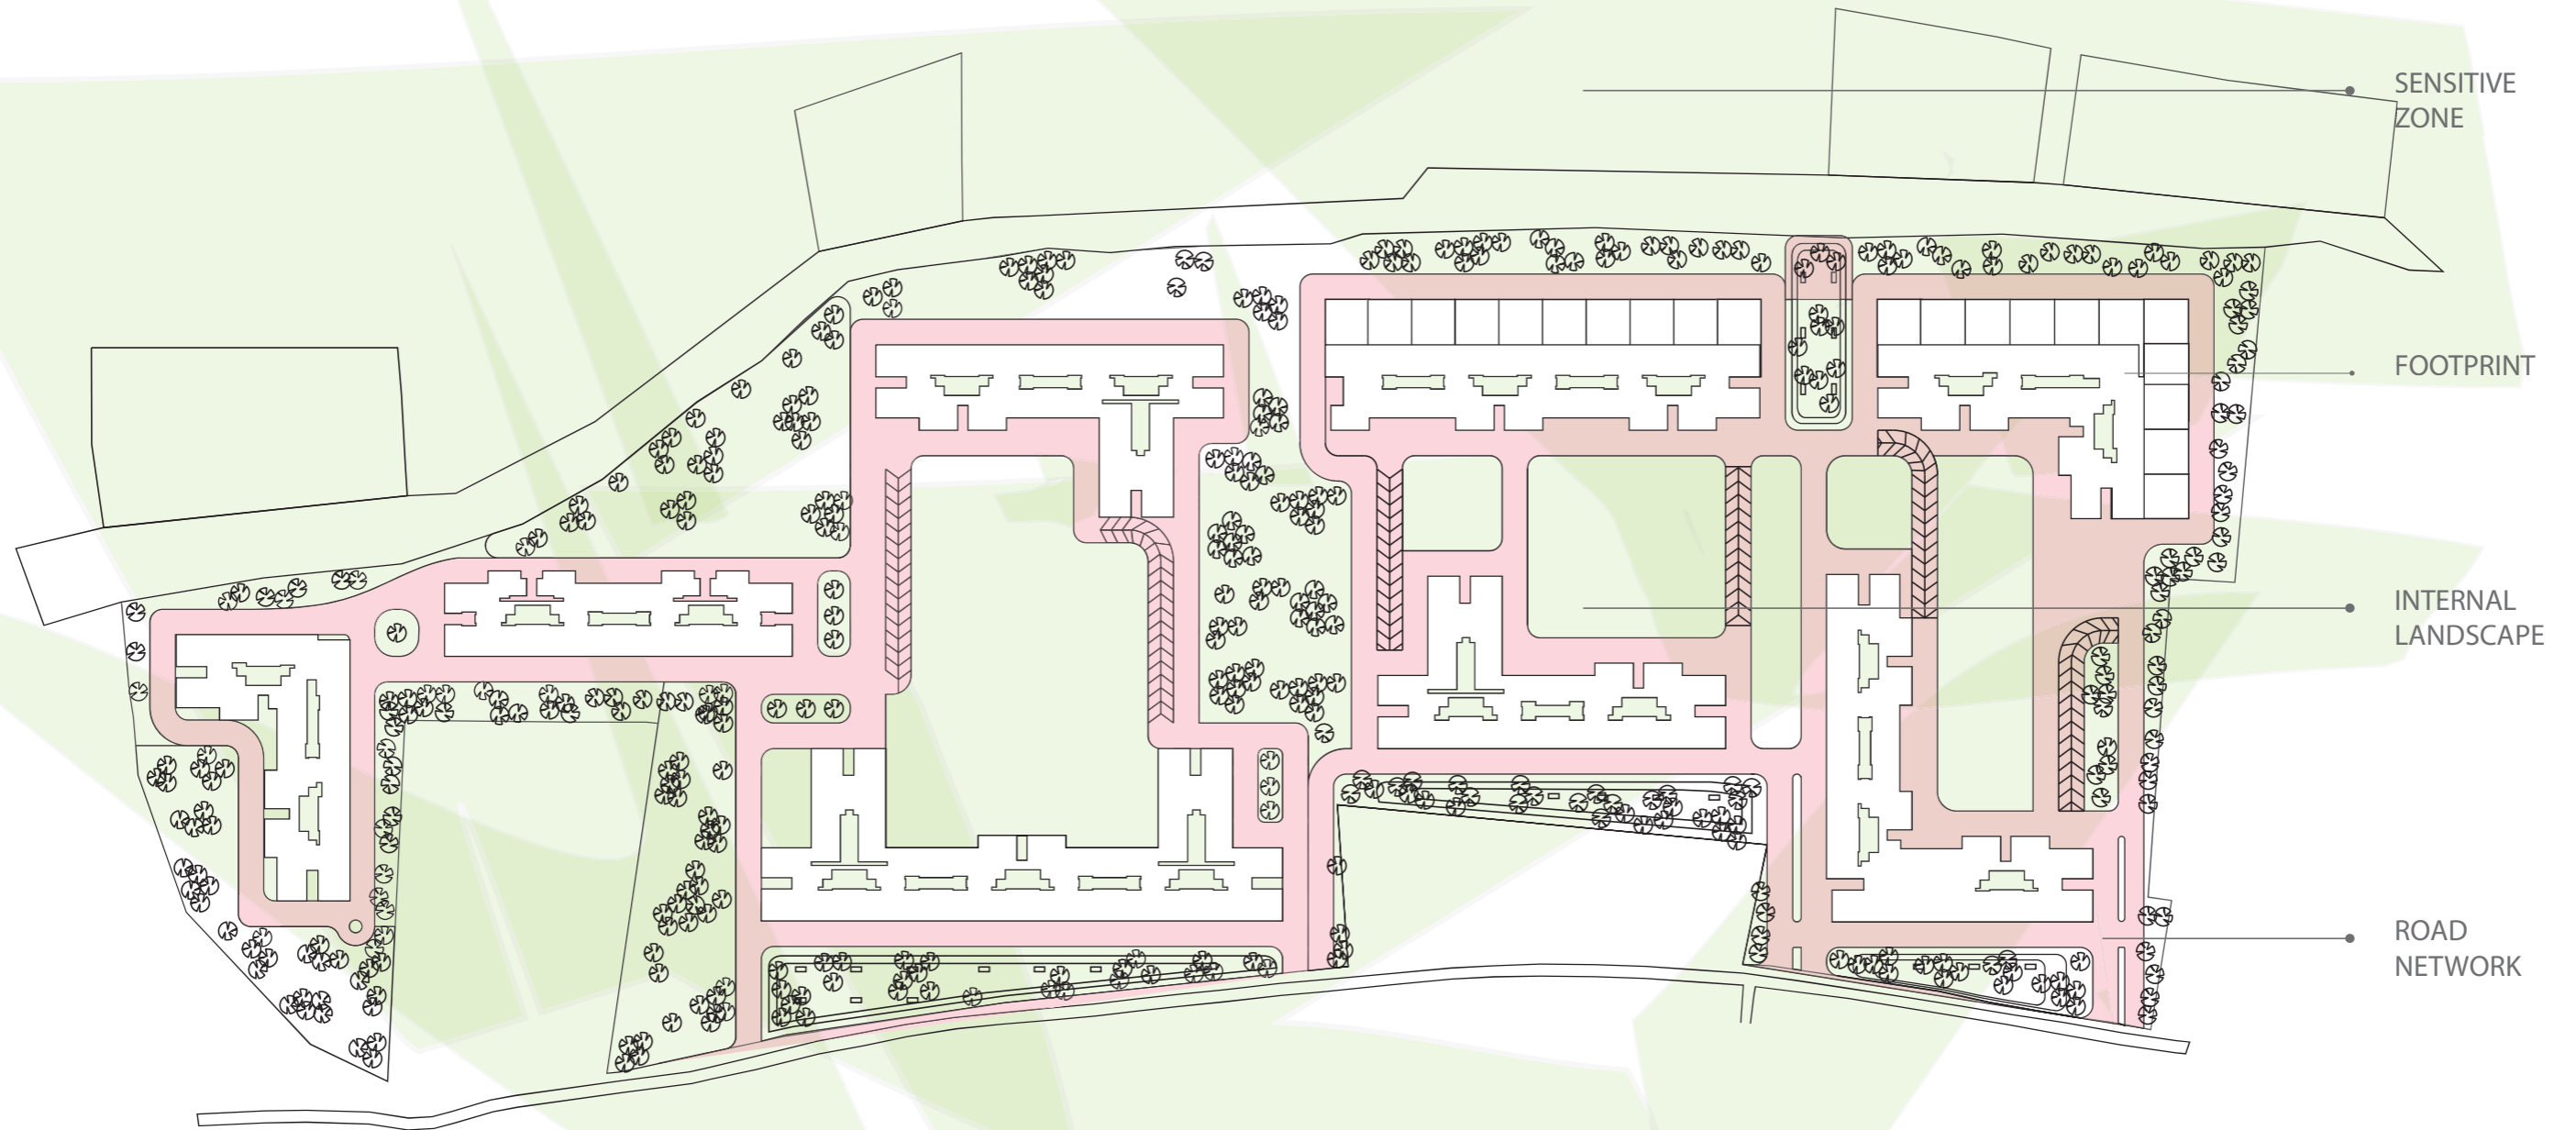 SENSITIVE
ZONE
FOOTPRINT
INTERNAL
LANDSCAPE
ROAD
NETWORK